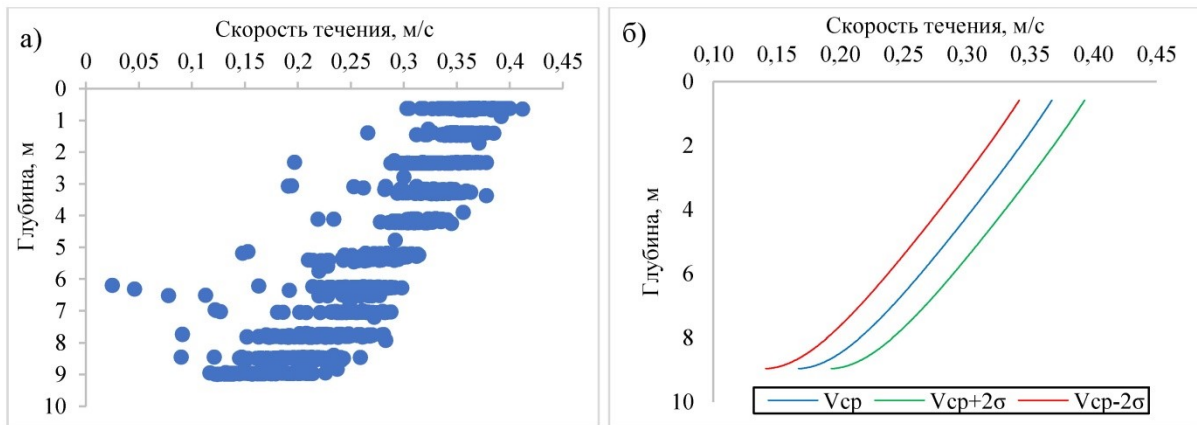 а)
Скорость течения, м/с
0 0,05 0,1 0,15 0,2 0,25 0,3 0,35 0,4 0,45
0
1
2
3
4
5
6
7
8
9
10
Глубина, м
б)
Скорость течения, м/с
0,10 0,15 0,20 0,25 0,30 0,35 0,40 0,45
0
2
4
6
8
10
Глубина, м
Vср Vср+2σ Vср-2σ